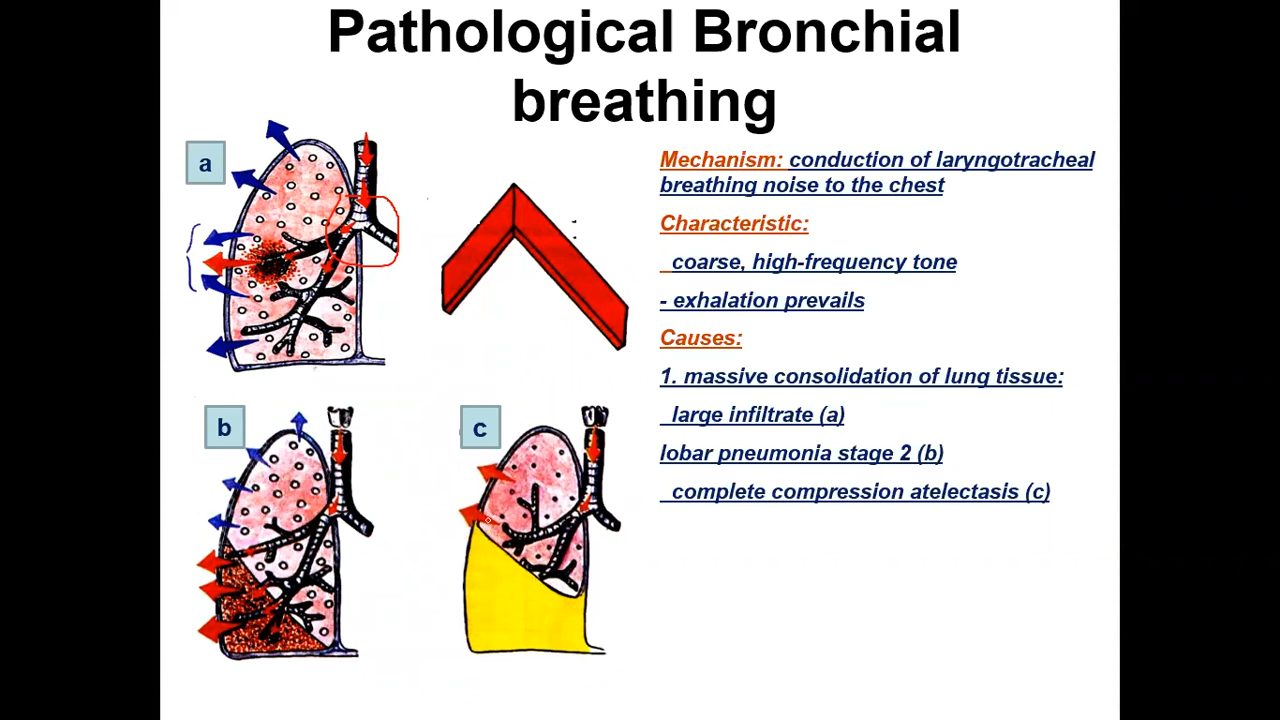 Pathological Bronchial
breathing
a
Mechanism: conduction of laryngotracheal
breathing noise to the chest
Characteristic:
coarse, high-frequency tone
- exhalation prevails
Causes:
1. massive consolidation of lung tissue:
large infiltrate (a)
lobar pneumonia stage 2 (b)
complete compression atelectasis (c)
b
c